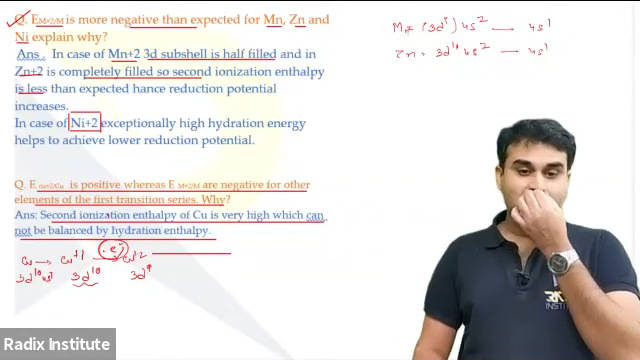 Q. E M+2/M is more negative than expected for Mn, Zn and
Ni explain why?
Ans. In case of Mn+2 3d subshell is half filled and in
Zn+2 is completely filled so second ionization enthalpy
is less than expected hance reduction potential
increases.
In case of Ni+2 exceptionally high hydration energy
helps to achieve lower reduction potential.
Q. E cu+2/Cu is positive whereas E M+2/M are negative for other
elements of the first transition series. Why?
Ans: Second ionization enthalpy of Cu is very high which can
not be balanced by hydration enthalpy.
Cu → Cu+1 → Cu+2
3d10 4s1 3d10 3d9
Mn (3d5) 4s2 — 4s1
Zn = 3d10 4s2 — 4s1
Radix Institute